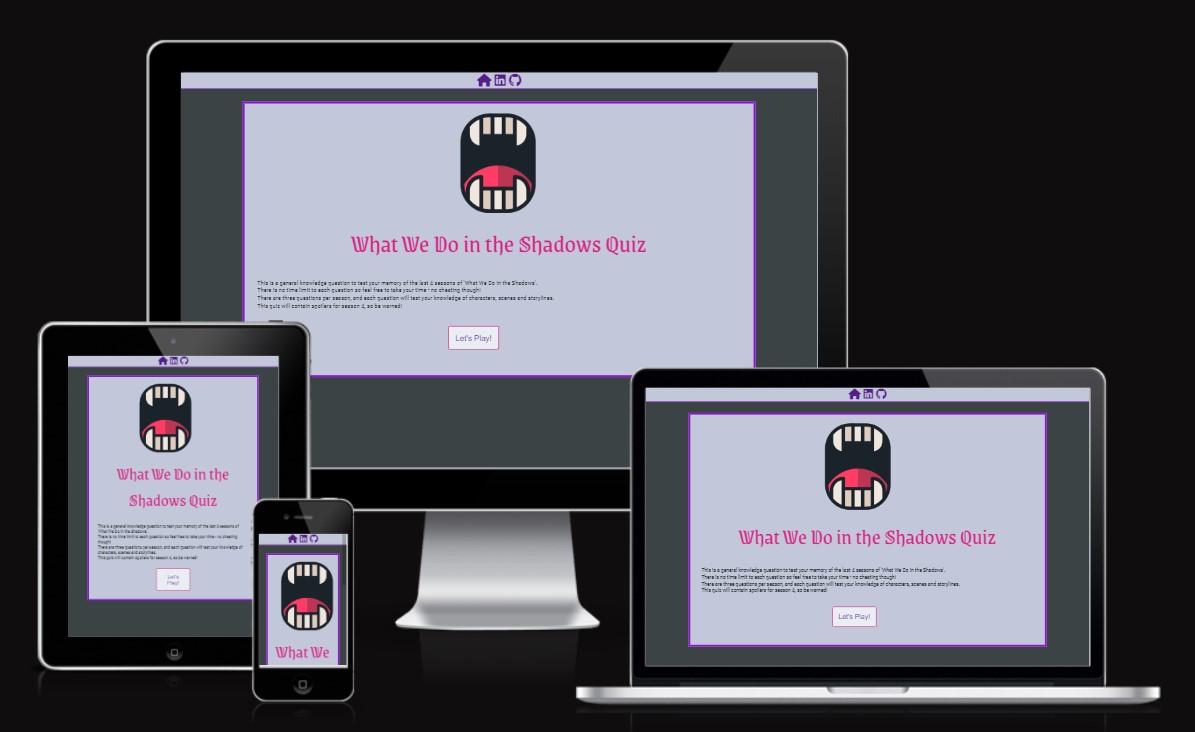 What We Do in the Shadows Quiz
This is a general knowledge question to test your memory of the last 4 seasons of 'What We Do In the Shadows'.
There is no time limit to each question so feel free to take your time - no cheating though!
There are three questions per season, and each question will test your knowledge of characters, scenes and storylines.
This quiz will contain spoilers for season 4, so be warned!
Let's Play!
What We Do in the
Shadows Quiz
This is a general knowledge question to test your memory of the last 4 seasons of
'What We Do In the Shadows'.
There is no time limit to each question so feel free to take your time - no cheating
though!
There are three questions per season, and each question will test your knowledge of
characters, scenes and storylines.
This quiz will contain spoilers for season 4, so be warned!
Let's
Play!
What We
What We Do in the Shadows Quiz
This is a general knowledge question to test your memory of the last 4 seasons of 'What We Do In the Shadows'.
There is no time limit to each question so feel free to take your time - no cheating though!
There are three questions per season, and each question will test your knowledge of characters, scenes and storylines.
This quiz will contain spoilers for season 4, so be warned!
Let's Play!